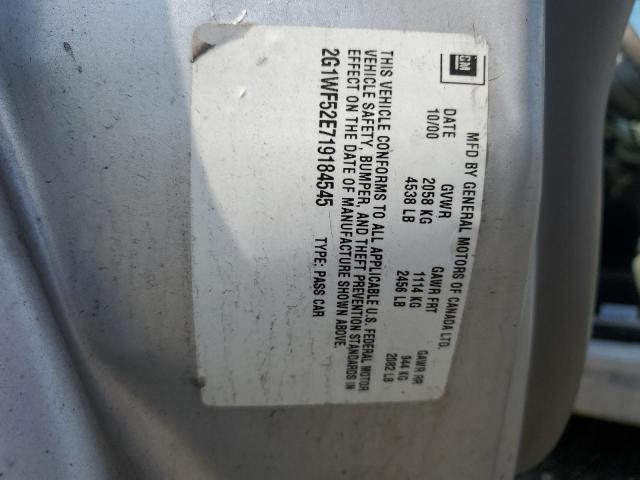 GM
MFD BY GENERAL MOTORS OF CANADA LTD.
DATE GVWR GAWR FRT GAWR RR
10/00 2058 KG 1114 KG 944 KG
4538 LB 2456 LB 2082 LB
THIS VEHICLE CONFORMS TO ALL APPLICABLE U.S. FEDERAL MOTOR
VEHICLE SAFETY, BUMPER, AND THEFT PREVENTION STANDARDS IN
EFFECT ON THE DATE OF MANUFACTURE SHOWN ABOVE.
2G1WF52E719184545 TYPE: PASS CAR